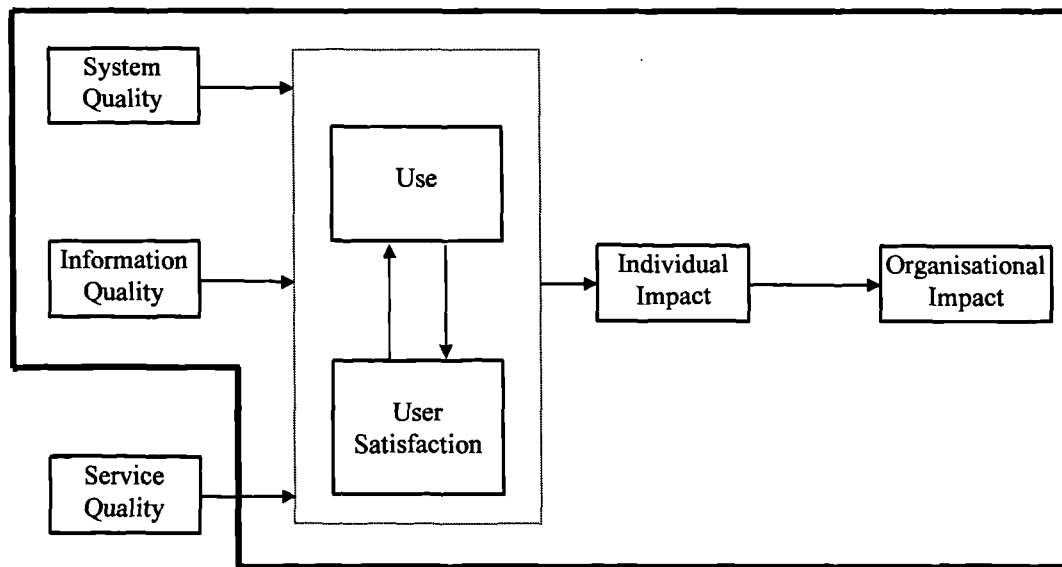 System
Quality
Use
Information
Quality
Individual
Impact
Organisational
Impact
User
Satisfaction
Service
Quality